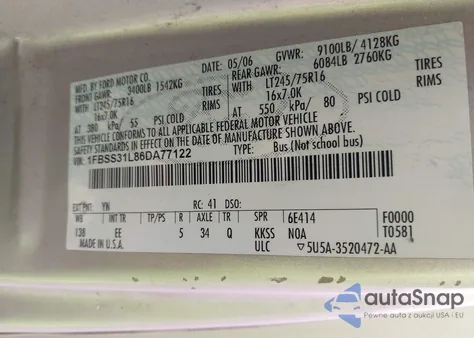 MFD. BY FORD MOTOR CO.
DATE: 05/06 GVWR: 9100LB/ 4128KG
FRONT GAWR: 3400LB 1542KG REAR GAWR: 6084LB 2760KG
WITH LT245/75R16 TIRES WITH LT245/75R16 TIRES
16x7.0K RIMS 16x7.0K
AT 380 kPa/ 55 PSI COLD AT 550 kPa/ 80 PSI COLD
THIS VEHICLE CONFORMS TO ALL APPLICABLE FEDERAL MOTOR VEHICLE
SAFETY STANDARDS IN EFFECT ON THE DATE OF MANUFACTURE SHOWN ABOVE.
1FBSS31L86DA77122 TYPE: Bus (Not school bus)
EXT PNT: YN RC: 41 DSO:
WB INT TR TP/PS R AXLE TR SPR 6E414 F0000
138 EE 5 34 Q KKSS NOA T0581
MADE IN U.S.A. ULC ▽5U5A-3520472-AA
autoSnap
Pewne auta z aukcji USA i EU